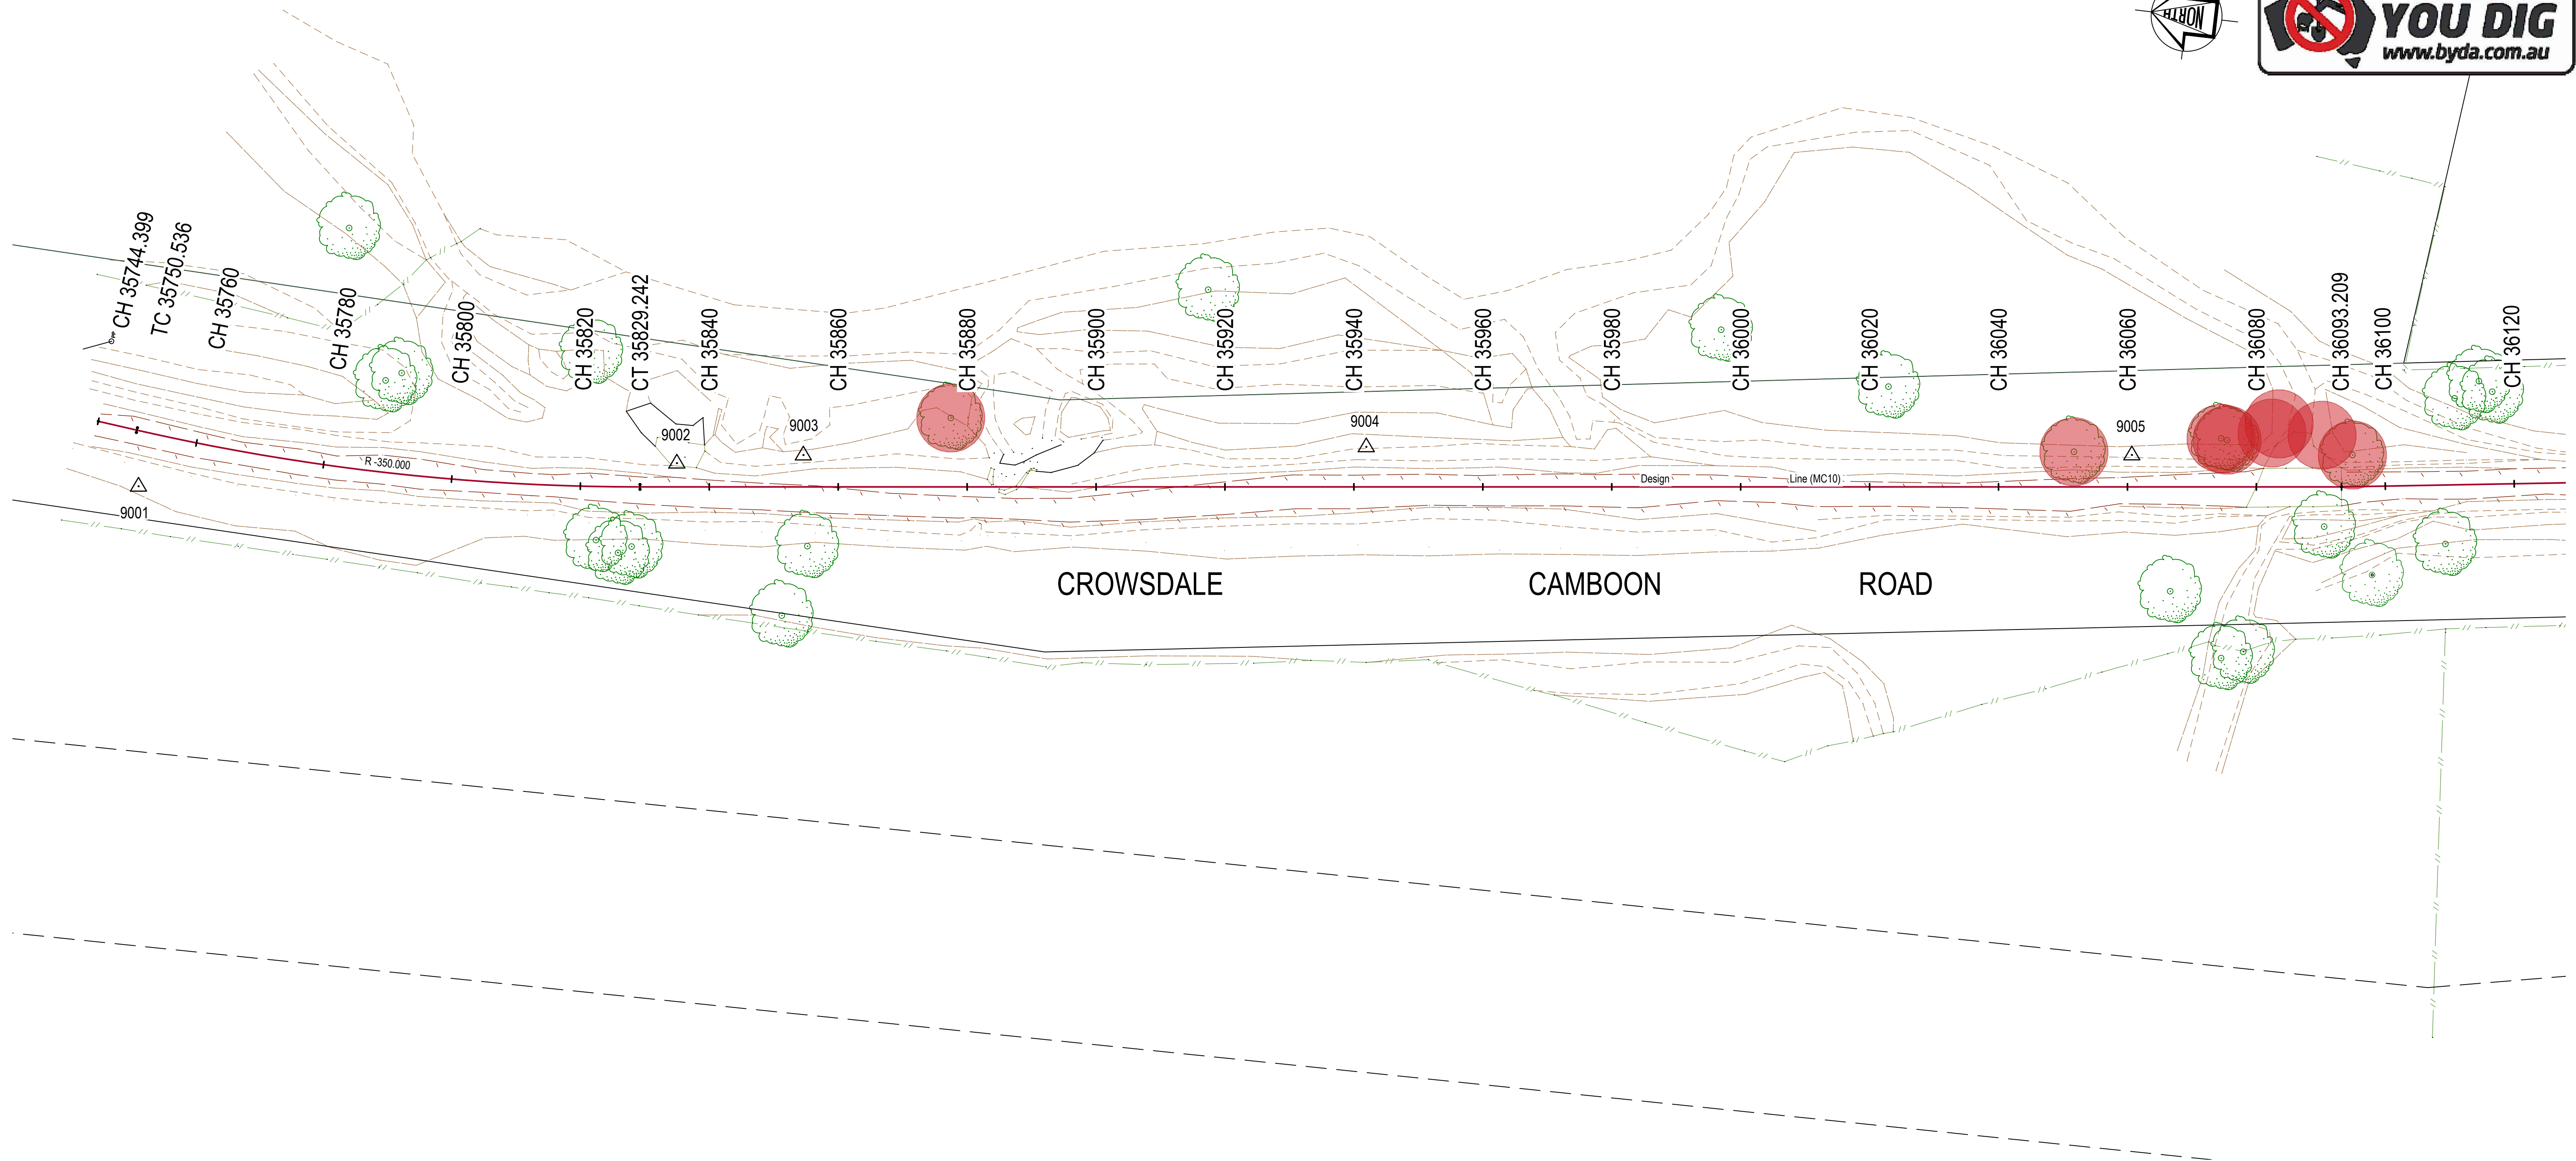 NORTH
YOU DIG
www.byda.com.au
CH 35744.399
TC 35750.536
CH 35760
CH 35780
CH 35800
CH 35820
CT 35829.242
CH 35840
CH 35860
CH 35880
CH 35900
CH 35920
CH 35940
CH 35960
CH 35980
CH 36000
CH 36020
CH 36040
CH 36060
CH 36080
CH 36093.209
CH 36100
CH 36120
9001
9002
9003
9004
9005
R -350.000
Design Line (MC10)
CROWSDALE CAMBOON ROAD